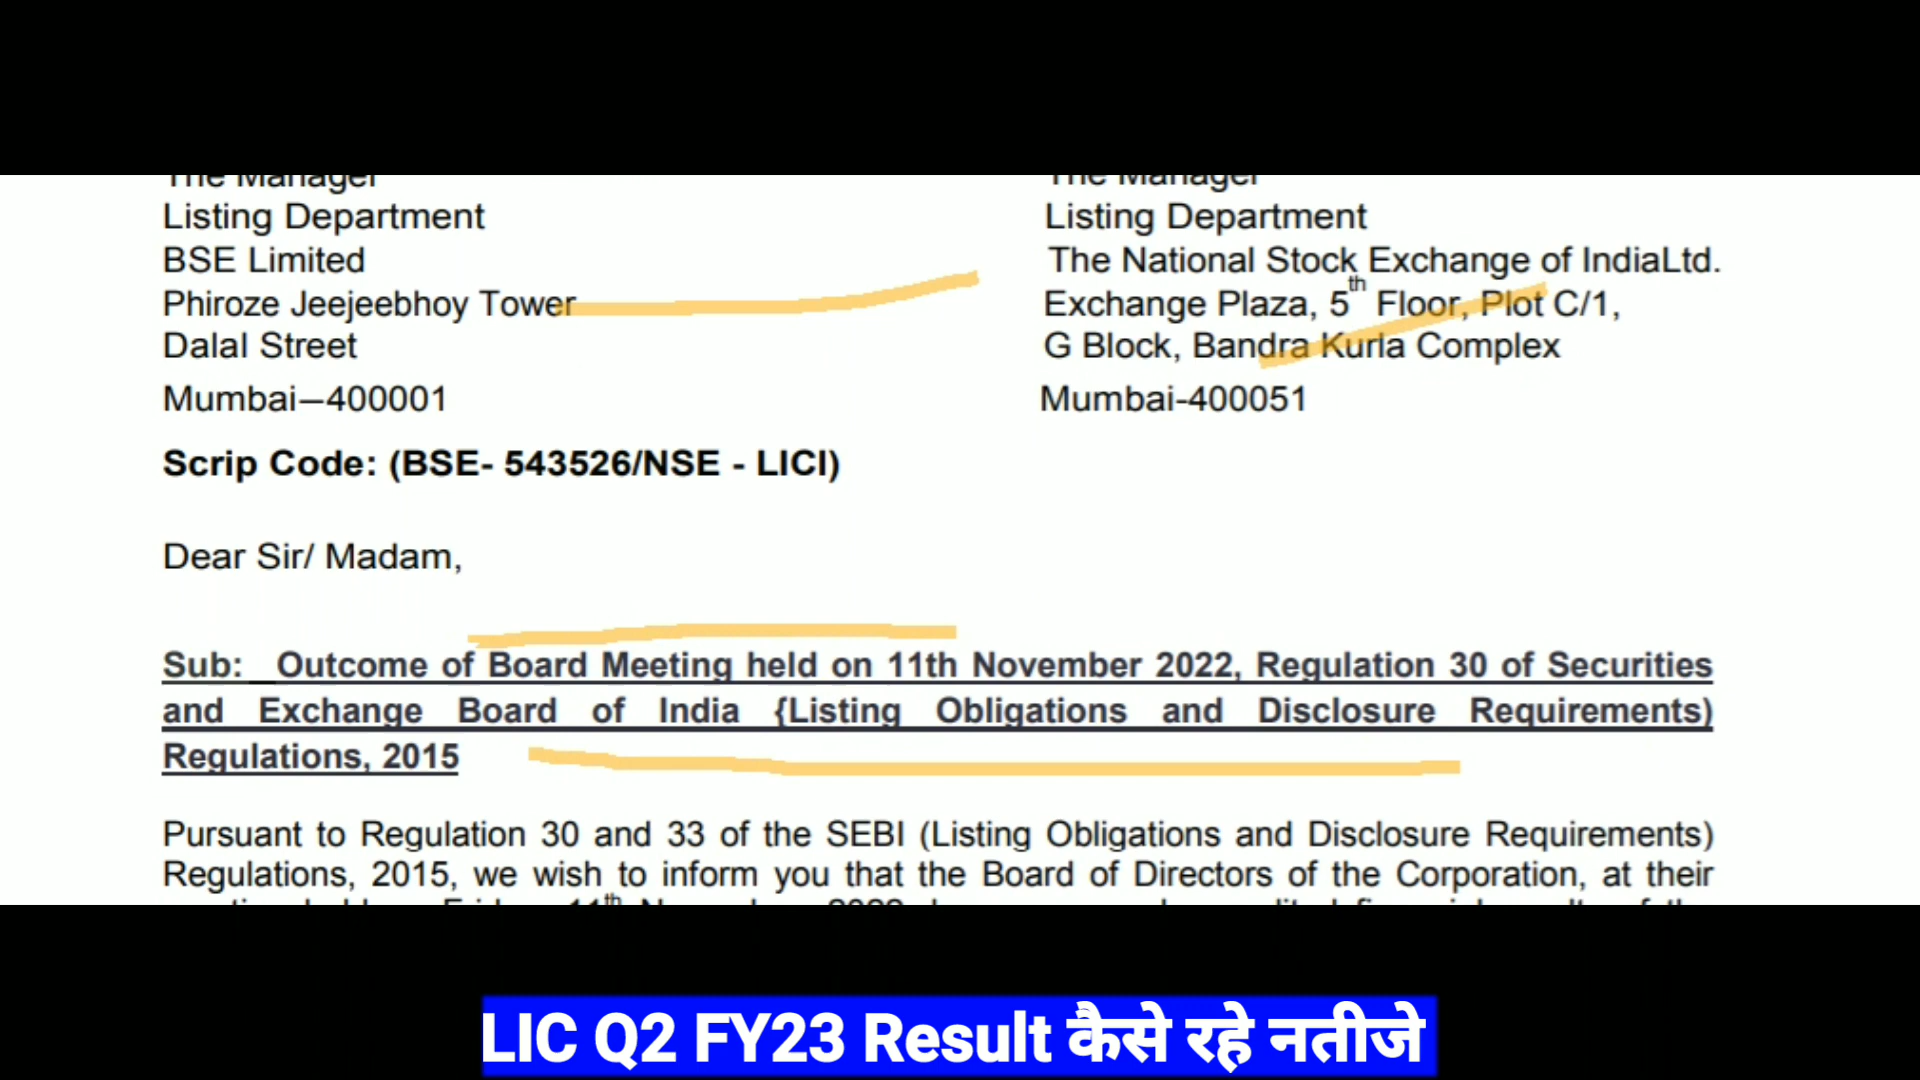 The Manager
Listing Department
BSE Limited
Phiroze Jeejeebhoy Tower
Dalal Street
Mumbai–400001
The Manager
Listing Department
The National Stock Exchange of IndiaLtd.
Exchange Plaza, 5th Floor, Plot C/1,
G Block, Bandra Kurla Complex
Mumbai-400051
Scrip Code: (BSE- 543526/NSE - LICI)
Dear Sir/ Madam,
Sub: Outcome of Board Meeting held on 11th November 2022, Regulation 30 of Securities
and Exchange Board of India {Listing Obligations and Disclosure Requirements)
Regulations, 2015
Pursuant to Regulation 30 and 33 of the SEBI (Listing Obligations and Disclosure Requirements)
Regulations, 2015, we wish to inform you that the Board of Directors of the Corporation, at their
LIC Q2 FY23 Result कैसे रहे नतीजे